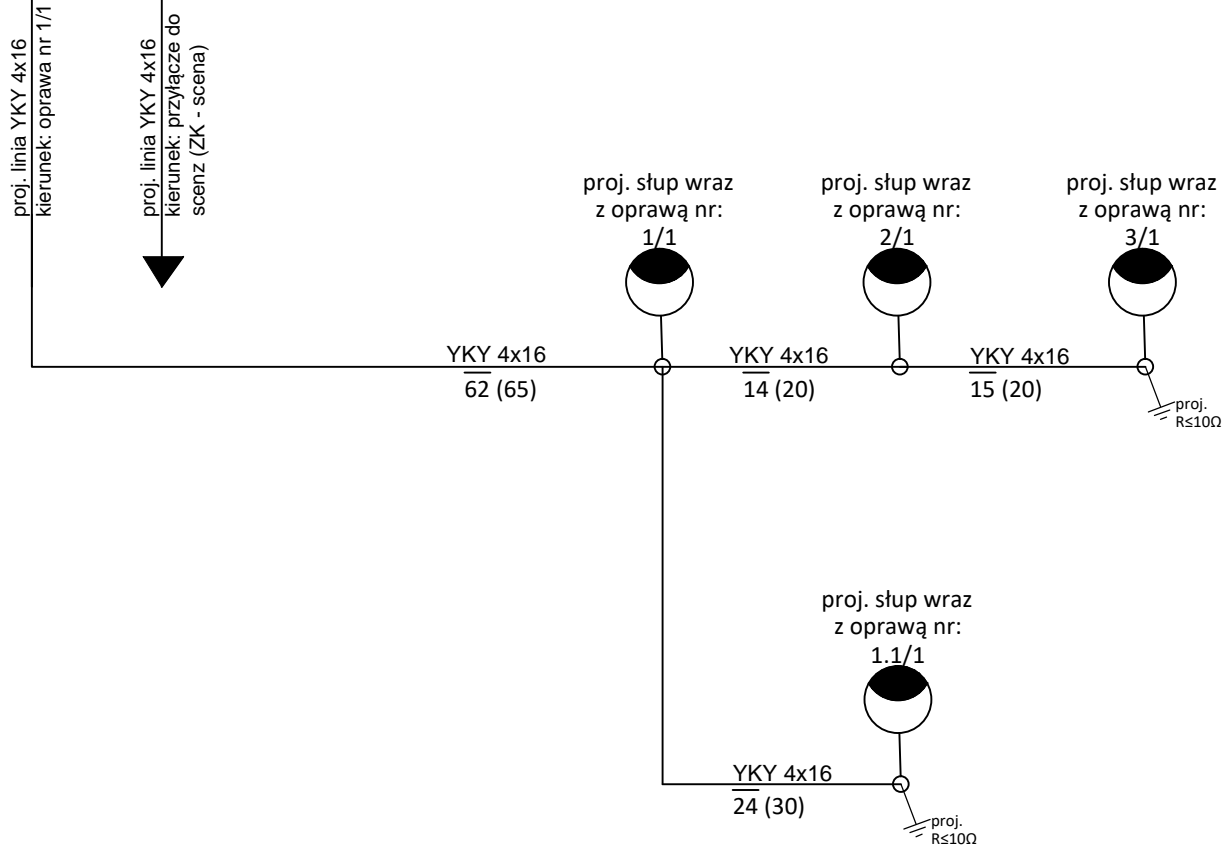 proj. linia YKY 4x16
kierunek: oprawa nr 1/1
proj. linia YKY 4x16
kierunek: przyłącze do
scenz (ZK - scena)
proj. słup wraz
z oprawą nr:
1/1
proj. słup wraz
z oprawą nr:
2/1
proj. słup wraz
z oprawą nr:
3/1
YKY 4x16
62 (65)
YKY 4x16
14 (20)
YKY 4x16
15 (20)
proj.
R≤10Ω
proj. słup wraz
z oprawą nr:
1.1/1
YKY 4x16
24 (30)
proj.
R≤10Ω